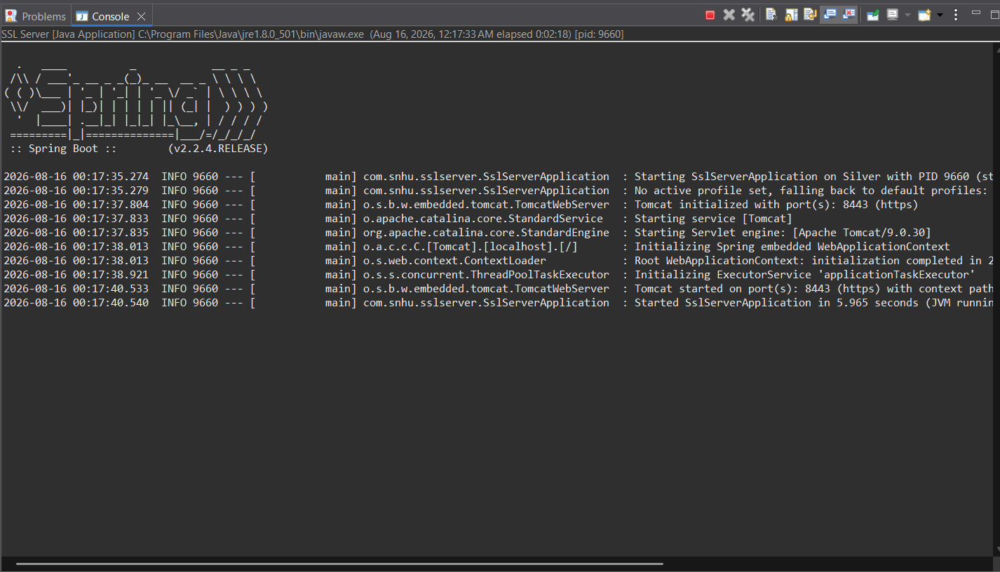 Problems Console
SSL Server [Java Application] C:\Program Files\Java\jre1.8.0_501\bin\javaw.exe (Aug 16, 2026, 12:17:33 AM elapsed 0:02:18) [pid: 9660]
  .   ____          _            __ _ _
 /\\ / ___'_ __ _ _(_)_ __  __ _ \ \ \ \
( ( )\___ | '_ | '_| | '_ \/ _` | \ \ \ \
 \\/  ___)| |_)| | | | | || (_| |  ) ) ) )
  '  |____| .__|_| |_|_| |_\__, | / / / /
 =========|_|==============|___/=/_/_/_/
 :: Spring Boot ::        (v2.2.4.RELEASE)
2026-08-16 00:17:35.274  INFO 9660 --- [           main] com.snhu.sslserver.SslServerApplication  : Starting SslServerApplication on Silver with PID 9660 (st
2026-08-16 00:17:35.279  INFO 9660 --- [           main] com.snhu.sslserver.SslServerApplication  : No active profile set, falling back to default profiles:
2026-08-16 00:17:37.804  INFO 9660 --- [           main] o.s.b.w.embedded.tomcat.TomcatWebServer  : Tomcat initialized with port(s): 8443 (https)
2026-08-16 00:17:37.833  INFO 9660 --- [           main] o.apache.catalina.core.StandardService   : Starting service [Tomcat]
2026-08-16 00:17:37.835  INFO 9660 --- [           main] org.apache.catalina.core.StandardEngine  : Starting Servlet engine: [Apache Tomcat/9.0.30]
2026-08-16 00:17:38.013  INFO 9660 --- [           main] o.a.c.c.C.[Tomcat].[localhost].[/]       : Initializing Spring embedded WebApplicationContext
2026-08-16 00:17:38.013  INFO 9660 --- [           main] o.s.web.context.ContextLoader            : Root WebApplicationContext: initialization completed in 2
2026-08-16 00:17:38.921  INFO 9660 --- [           main] o.s.s.concurrent.ThreadPoolTaskExecutor  : Initializing ExecutorService 'applicationTaskExecutor'
2026-08-16 00:17:40.533  INFO 9660 --- [           main] o.s.b.w.embedded.tomcat.TomcatWebServer  : Tomcat started on port(s): 8443 (https) with context path
2026-08-16 00:17:40.540  INFO 9660 --- [           main] com.snhu.sslserver.SslServerApplication  : Started SslServerApplication in 5.965 seconds (JVM runnin